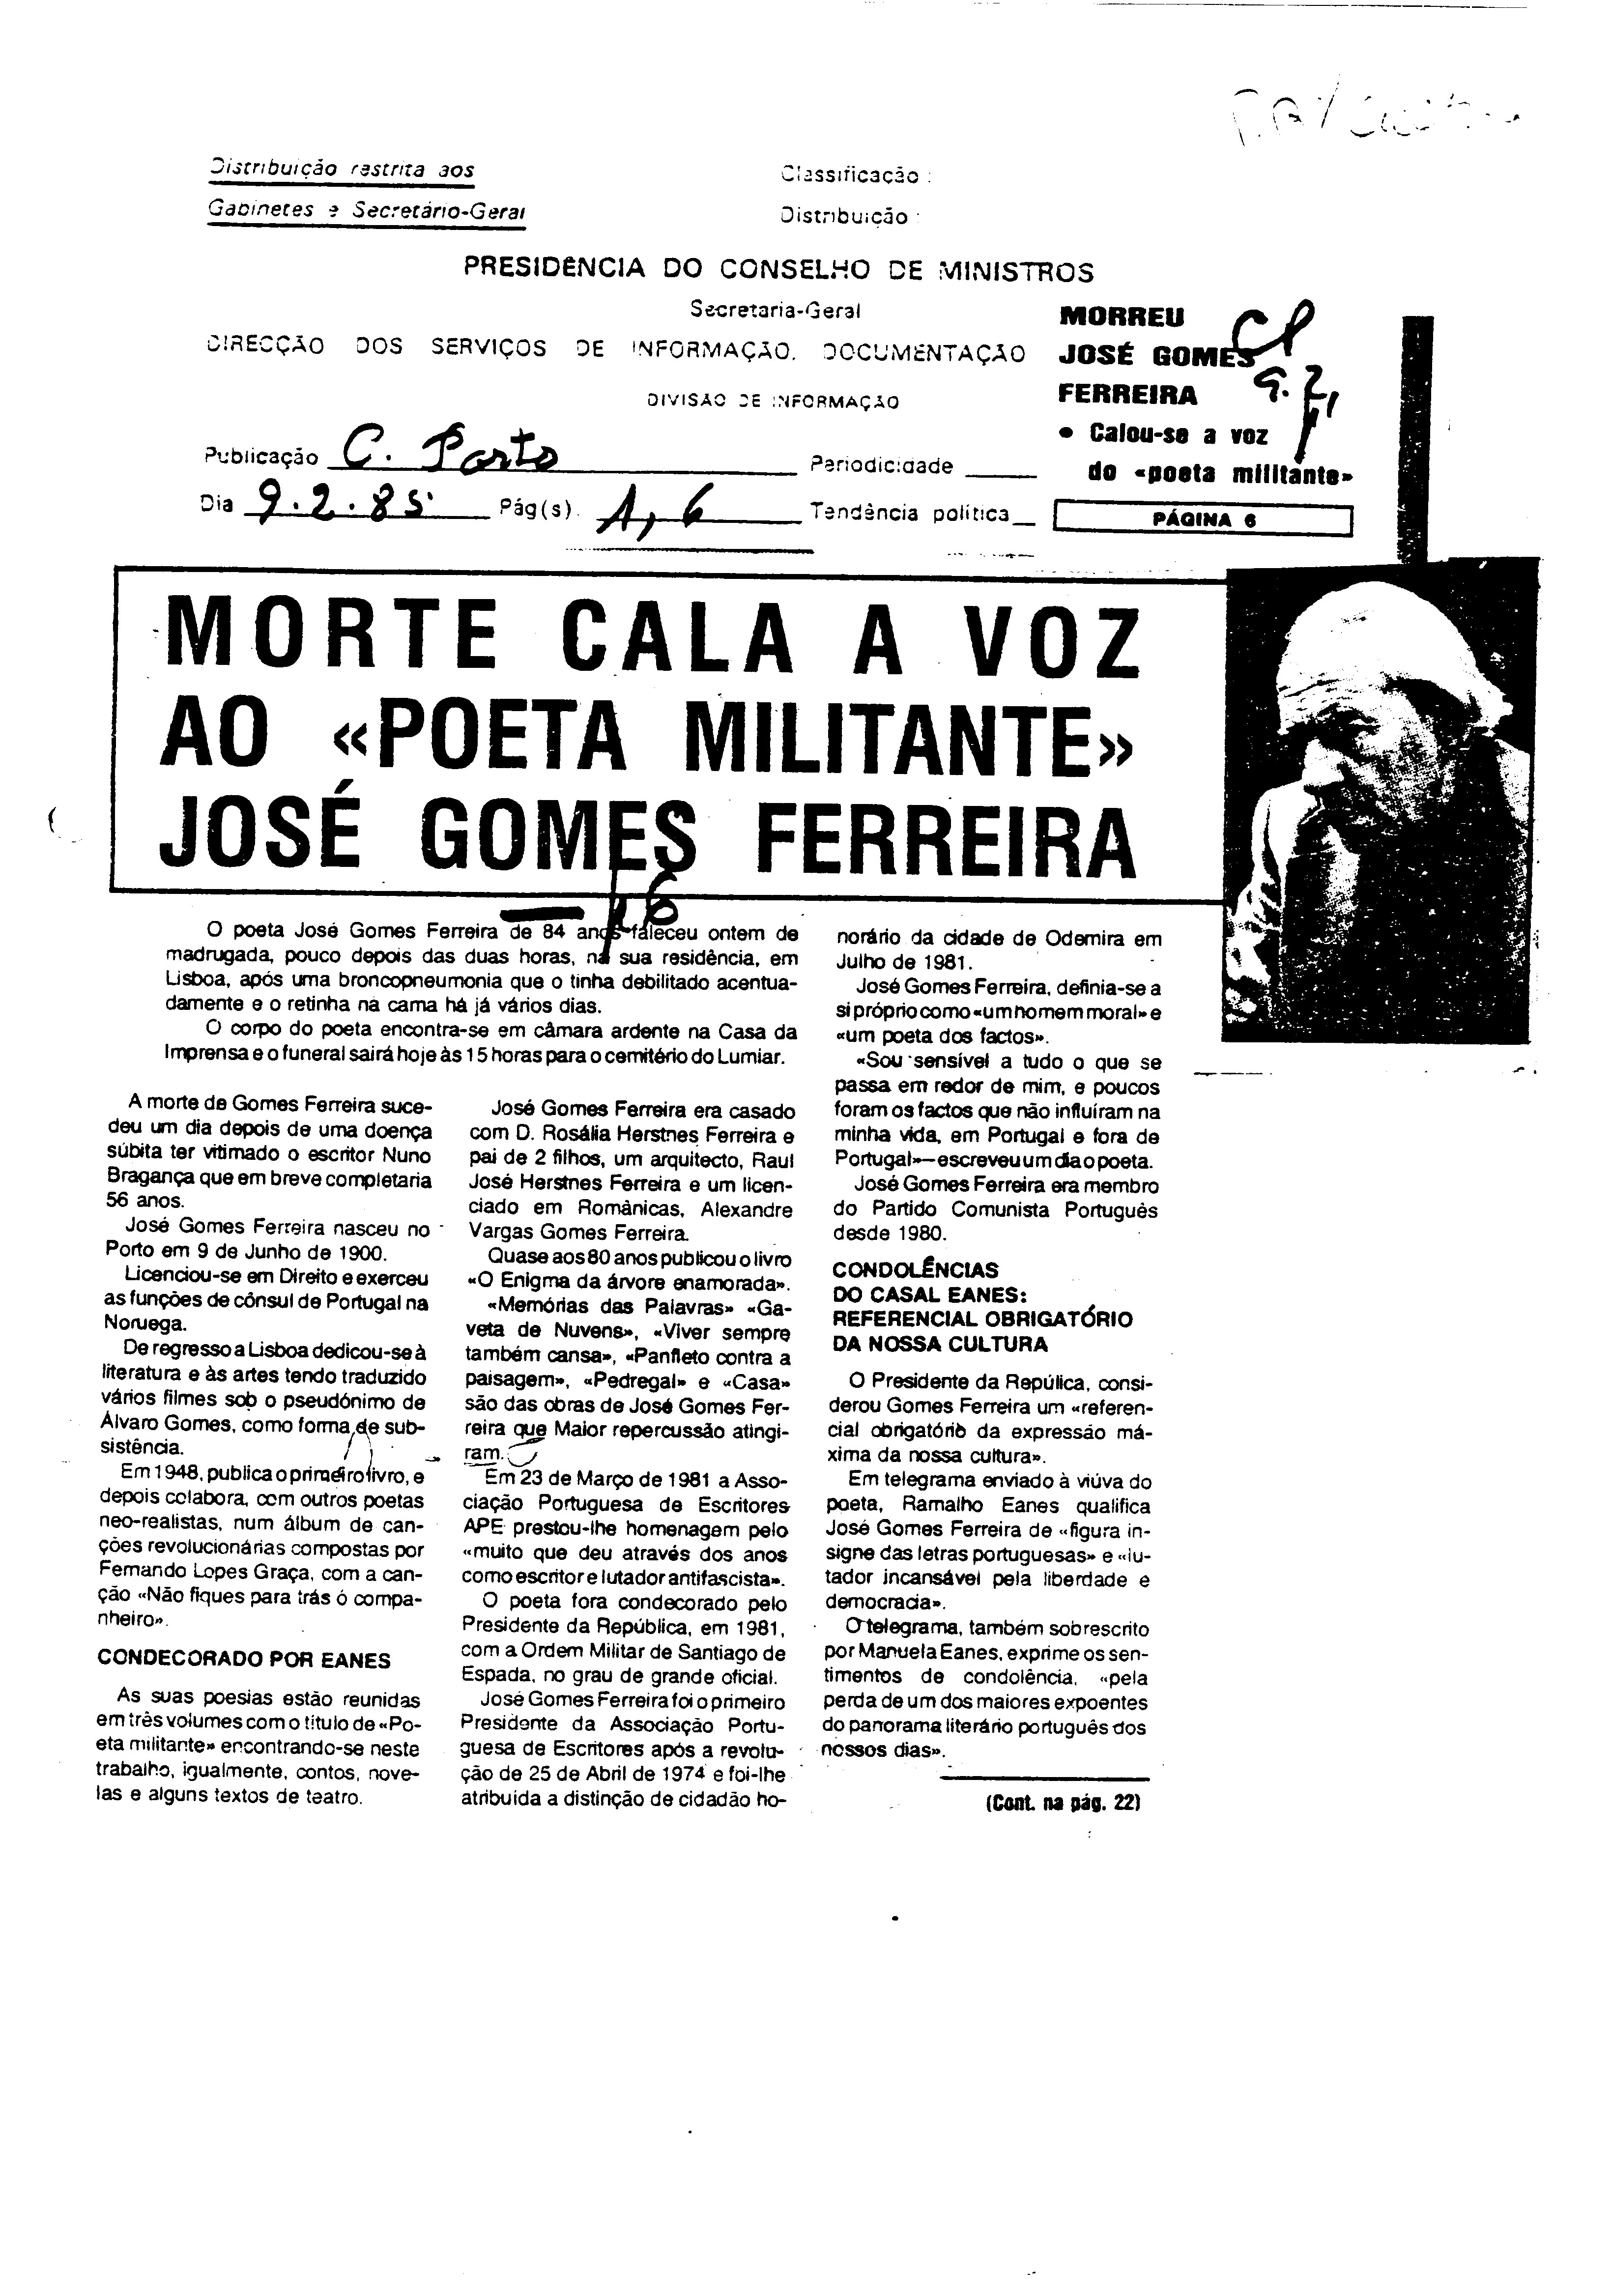 Distribuição restrita aos
Gabinetes e Secretário-Geral
Classificação :
Distribuição :
PRESIDÊNCIA DO CONSELHO DE MINISTROS
Secretaria-Geral
DIRECÇÃO DOS SERVIÇOS DE INFORMAÇÃO. DOCUMENTAÇÃO
DIVISÃO DE INFORMAÇÃO
Publicação C. Porto Periodicidade
Dia 9.2.85 Pág(s). 1, 6 Tendência política
MORREU
JOSÉ GOMES
FERREIRA
• Calou-se a voz
do «poeta militante»
PÁGINA 6
MORTE CALA A VOZ
AO «POETA MILITANTE»
JOSÉ GOMES FERREIRA
O poeta José Gomes Ferreira de 84 anos faleceu ontem de
madrugada, pouco depois das duas horas, na sua residência, em
Lisboa, após uma broncopneumonia que o tinha debilitado acentua-
damente e o retinha na cama há já vários dias.
O corpo do poeta encontra-se em câmara ardente na Casa da
Imprensa e o funeral sairá hoje às 15 horas para o cemitério do Lumiar.
A morte de Gomes Ferreira suce-
deu um dia depois de uma doença
súbita ter vitimado o escritor Nuno
Bragança que em breve completaria
56 anos.
José Gomes Ferreira nasceu no
Porto em 9 de Junho de 1900.
Licenciou-se em Direito e exerceu
as funções de cônsul de Portugal na
Noruega.
De regresso a Lisboa dedicou-se à
literatura e às artes tendo traduzido
vários filmes sob o pseudónimo de
Álvaro Gomes, como forma de sub-
sistência.
Em 1948, publica o primeiro livro, e
depois colabora, com outros poetas
neo-realistas, num álbum de can-
ções revolucionárias compostas por
Fernando Lopes Graça, com a can-
ção «Não fiques para trás ó compa-
nheiro».
CONDECORADO POR EANES
As suas poesias estão reunidas
em três volumes com o título de «Po-
eta militante» encontrando-se neste
trabalho, igualmente, contos, nove-
las e alguns textos de teatro.
José Gomes Ferreira era casado
com D. Rosália Herstnes Ferreira e
pai de 2 filhos, um arquitecto, Raul
José Herstnes Ferreira e um licen-
ciado em Românicas, Alexandre
Vargas Gomes Ferreira.
Quase aos 80 anos publicou o livro
«O Enigma da árvore enamorada».
«Memórias das Palavras» «Ga-
veta de Nuvens», «Viver sempre
também cansa», «Panfleto contra a
paisagem», «Pedregal» e «Casa»
são das obras de José Gomes Fer-
reira que Maior repercussão atingi-
ram.
Em 23 de Março de 1981 a Asso-
ciação Portuguesa de Escritores
APE prestou-lhe homenagem pelo
«muito que deu através dos anos
como escritor e lutador antifascista».
O poeta fora condecorado pelo
Presidente da República, em 1981,
com a Ordem Militar de Santiago de
Espada, no grau de grande oficial.
José Gomes Ferreira foi o primeiro
Presidente da Associação Portu-
guesa de Escritores após a revolu-
ção de 25 de Abril de 1974 e foi-lhe
atribuída a distinção de cidadão ho-
norário da cidade de Odemira em
Julho de 1981.
José Gomes Ferreira, definia-se a
si próprio como «um homem moral» e
«um poeta dos factos».
«Sou sensível a tudo o que se
passa em redor de mim, e poucos
foram os factos que não influíram na
minha vida, em Portugal e fora de
Portugal»—escreveu um dia o poeta.
José Gomes Ferreira era membro
do Partido Comunista Português
desde 1980.
CONDOLÊNCIAS
DO CASAL EANES:
REFERENCIAL OBRIGATÓRIO
DA NOSSA CULTURA
O Presidente da Repúlica, consi-
derou Gomes Ferreira um «referen-
cial obrigatório da expressão má-
xima da nossa cultura».
Em telegrama enviado à viúva do
poeta, Ramalho Eanes qualifica
José Gomes Ferreira de «figura in-
signe das letras portuguesas» e «lu-
tador incansável pela liberdade e
democracia».
O telegrama, também sobrescrito
por Manuela Eanes, exprime os sen-
timentos de condolência, «pela
perda de um dos maiores expoentes
do panorama literário português dos
nossos dias».
(Cont. na pág. 22)